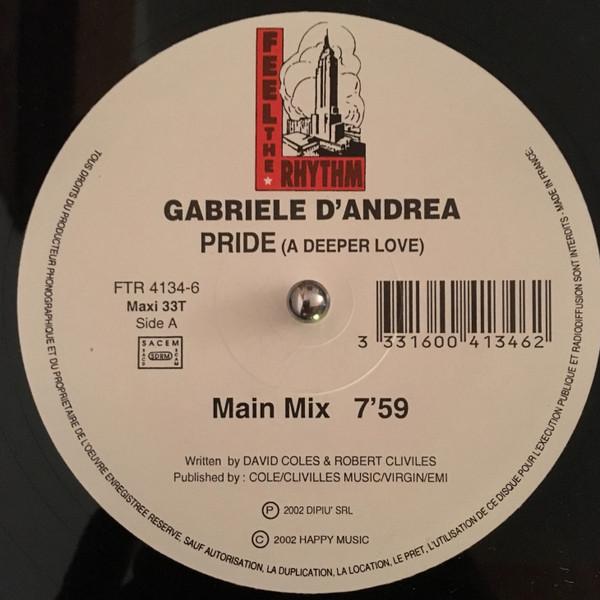 FEEL THE
RHYTHM
GABRIELE D'ANDREA
PRIDE (A DEEPER LOVE)
FTR 4134-6
Maxi 33T
Side A
SACEM
SACD SDRM SCAM
3 331600 413462
Main Mix 7'59
Written by DAVID COLES & ROBERT CLIVILES
Published by : COLE/CLIVILLES MUSIC/VIRGIN/EMI
P 2002 DIPIU' SRL
C 2002 HAPPY MUSIC
TOUS DROITS DU PRODUCTEUR PHONOGRAPHIQUE ET DU PROPRIETAIRE DE L'OEUVRE ENREGISTREE RESERVE, SAUF AUTORISATION, LA DUPLICATION, LA LOCATION, LE PRET, L'UTILISATION DE CE DISQUE POUR L'EXECUTION PUBLIQUE ET RADIODIFFUSION SONT INTERDITS - MADE IN FRANCE.